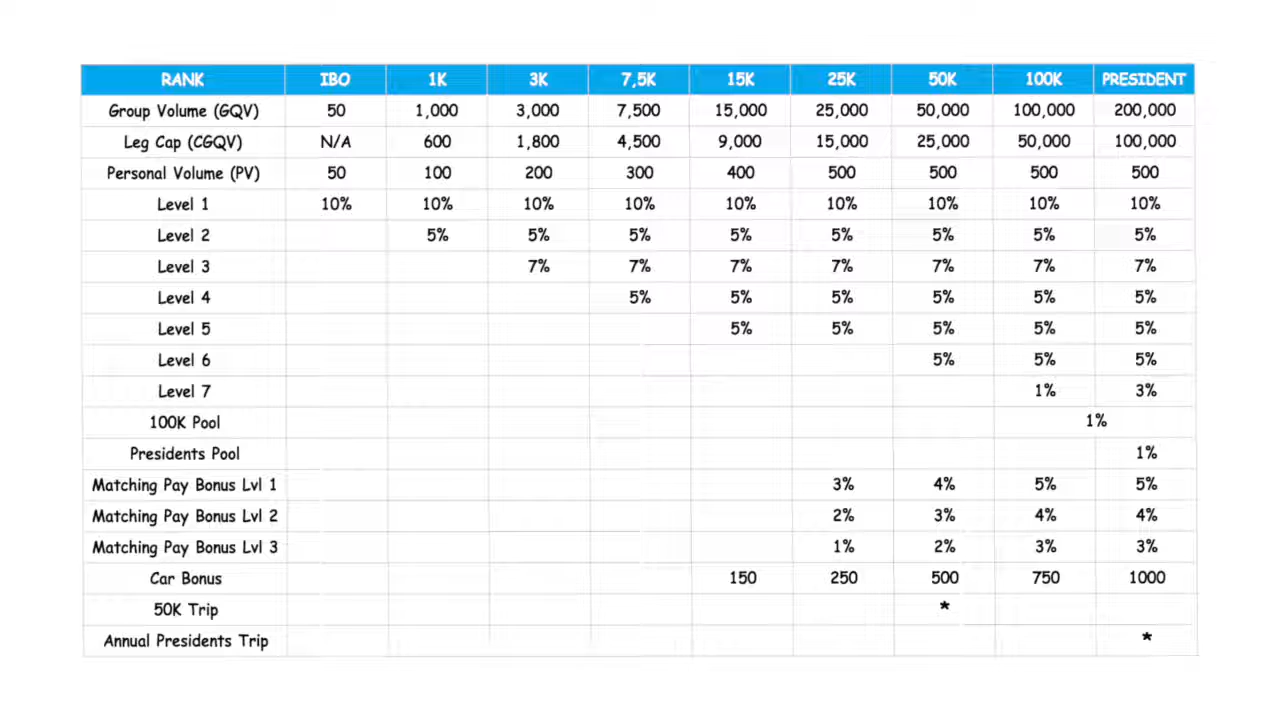 RANK IBO 1K 3K 7,5K 15K 25K 50K 100K PRESIDENT
Group Volume (GQV) 50 1,000 3,000 7,500 15,000 25,000 50,000 100,000 200,000
Leg Cap (CGQV) N/A 600 1,800 4,500 9,000 15,000 25,000 50,000 100,000
Personal Volume (PV) 50 100 200 300 400 500 500 500 500
Level 1 10% 10% 10% 10% 10% 10% 10% 10% 10%
Level 2 5% 5% 5% 5% 5% 5% 5% 5%
Level 3 7% 7% 7% 7% 7% 7% 7%
Level 4 5% 5% 5% 5% 5% 5%
Level 5 5% 5% 5% 5% 5%
Level 6 5% 5% 5%
Level 7 1% 3%
100K Pool 1%
Presidents Pool 1%
Matching Pay Bonus Lvl 1 3% 4% 5% 5%
Matching Pay Bonus Lvl 2 2% 3% 4% 4%
Matching Pay Bonus Lvl 3 1% 2% 3% 3%
Car Bonus 150 250 500 750 1000
50K Trip *
Annual Presidents Trip *